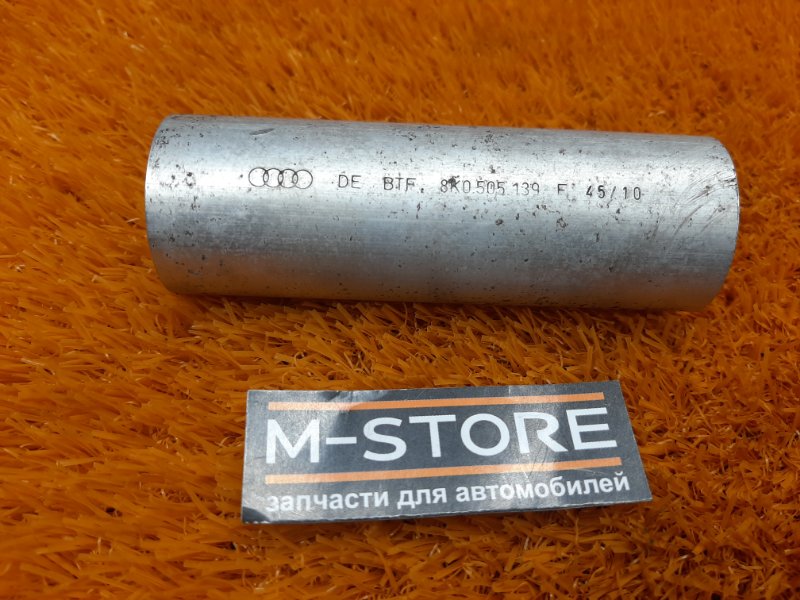 DE BTF. 8K0 505 139 F 45/10
M-STORE
запчасти для автомобилей